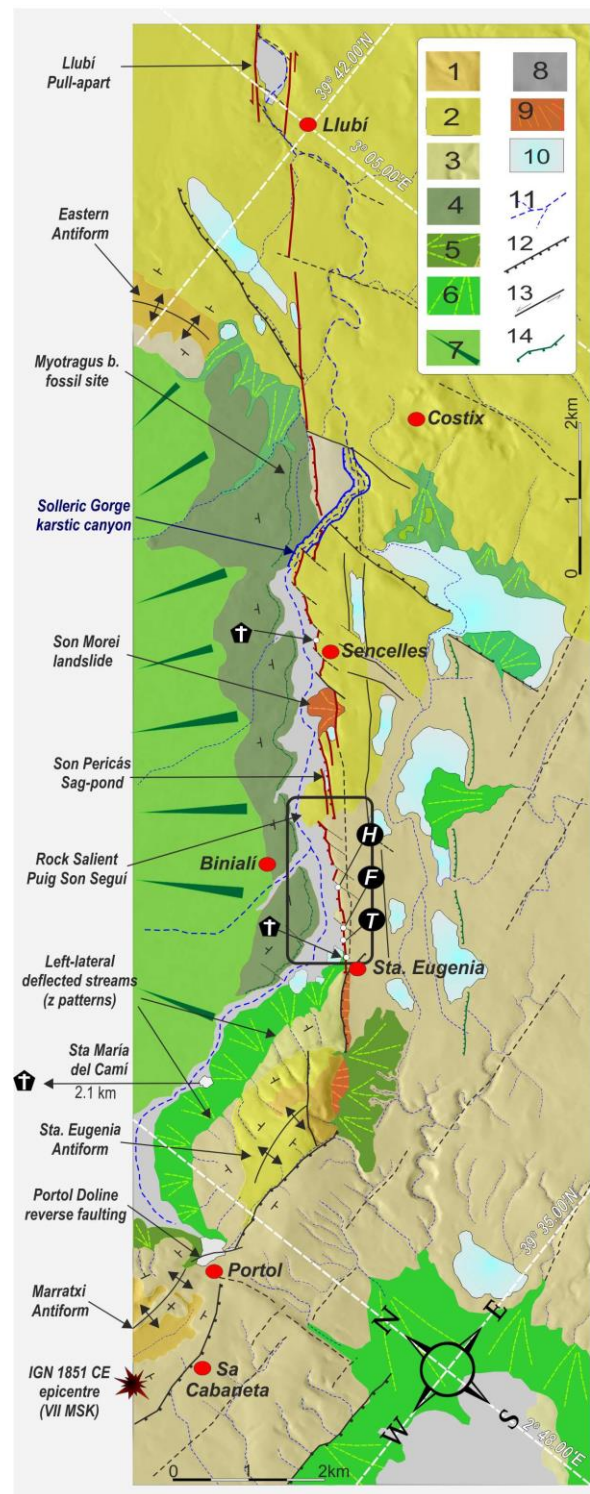 Llubí
Pull-apart
39° 42.00'N
Llubí
3° 05.00'E
Eastern
Antiform
Myotragus b.
fossil site
Costix
Solleric Gorge
karstic canyon
Son Morei
landslide
Sencelles
Son Pericás
Sag-pond
H
Rock Salient
Puig Son Seguí
Binialí
F
T
Left-lateral
deflected streams
(z patterns)
Sta. Eugenia
Sta María
del Camí
2.1 km
Sta. Eugenia
Antiform
Portol Doline
reverse faulting
Portol
39° 35.00'N
Marratxi
Antiform
IGN 1851 CE
epicentre
(VII MSK)
Sa
Cabaneta
N
E
W
S
2° 48.00'E
0 1 2km
1
2
3
4
5
6
7
8
9
10
11
12
13
14
2km
1
0